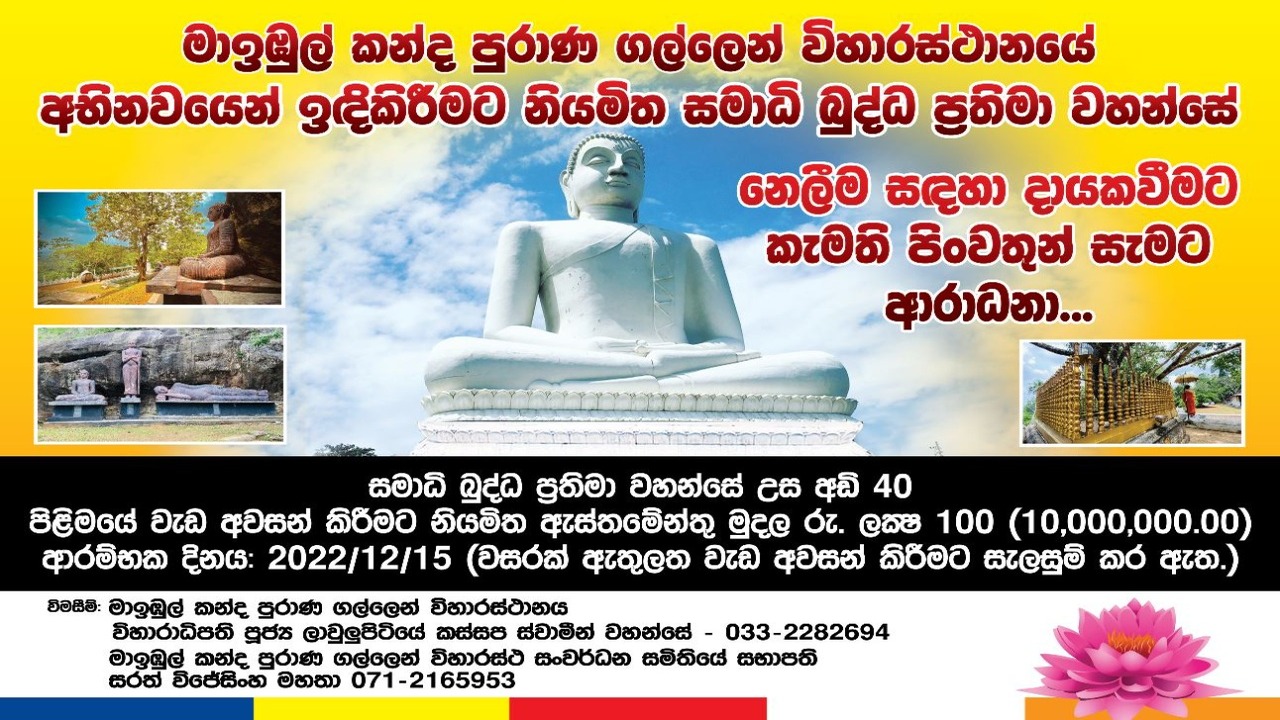 මාඉඹුල් කන්ද පුරාණ ගල්ලෙන් විහාරස්ථානයේ
අභිනවයෙන් ඉඳිකිරීමට නියමිත සමාධි බුද්ධ ප්‍රතිමා වහන්සේ
නෙලීම සඳහා දායකවීමට
කැමති පිංවතුන් සැමට
ආරාධනා...
සමාධි බුද්ධ ප්‍රතිමා වහන්සේ උස අඩි 40
පිළිමයේ වැඩ අවසන් කිරීමට නියමිත ඇස්තමේන්තු මුදල රු. ලක්‍ෂ 100 (10,000,000.00)
ආරම්භක දිනය: 2022/12/15 (වසරක් ඇතුලත වැඩ අවසන් කිරීමට සැලසුම් කර ඇත.)
විමසීම්: මාඉඹුල් කන්ද පුරාණ ගල්ලෙන් විහාරස්ථානය
විහාරාධිපති පූජ්‍ය ලාවුලුපිටියේ කස්සප ස්වාමීන් වහන්සේ - 033-2282694
මාඉඹුල් කන්ද පුරාණ ගල්ලෙන් විහාරස්ථ සංවර්ධන සමිතියේ සභාපති
සරත් විජේසිංහ මහතා 071-2165953